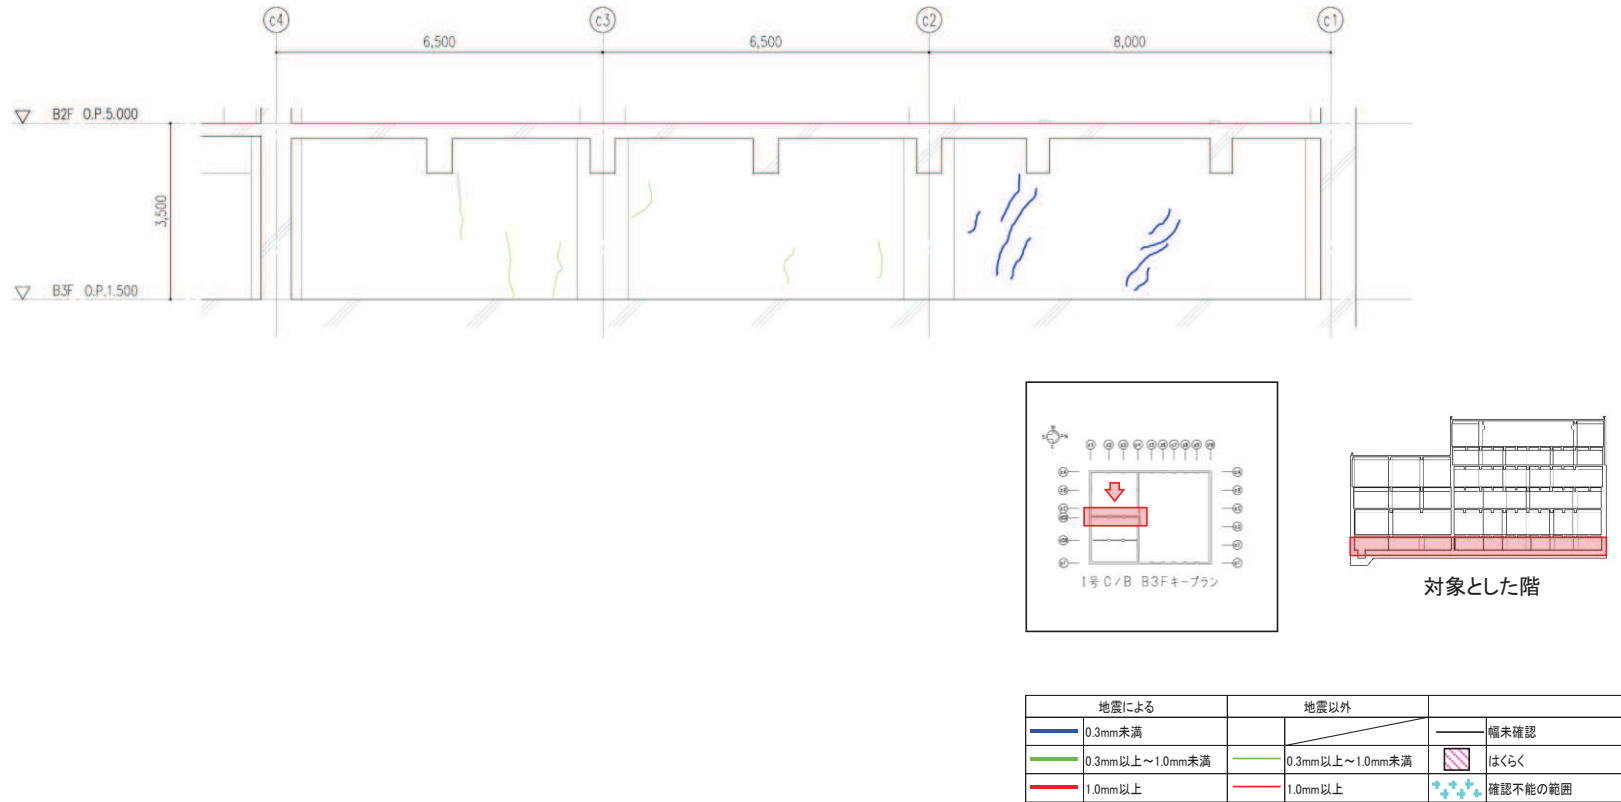 c4 c3 c2 c1
6,500 6,500 8,000
B2F O.P.5.000
3,500
B3F O.P.1.500
1号 C/B B3Fキープラン
対象とした階
地震による 地震以外
0.3mm未満 幅未確認
0.3mm以上～1.0mm未満 0.3mm以上～1.0mm未満 はくらく
1.0mm以上 1.0mm以上 確認不能の範囲